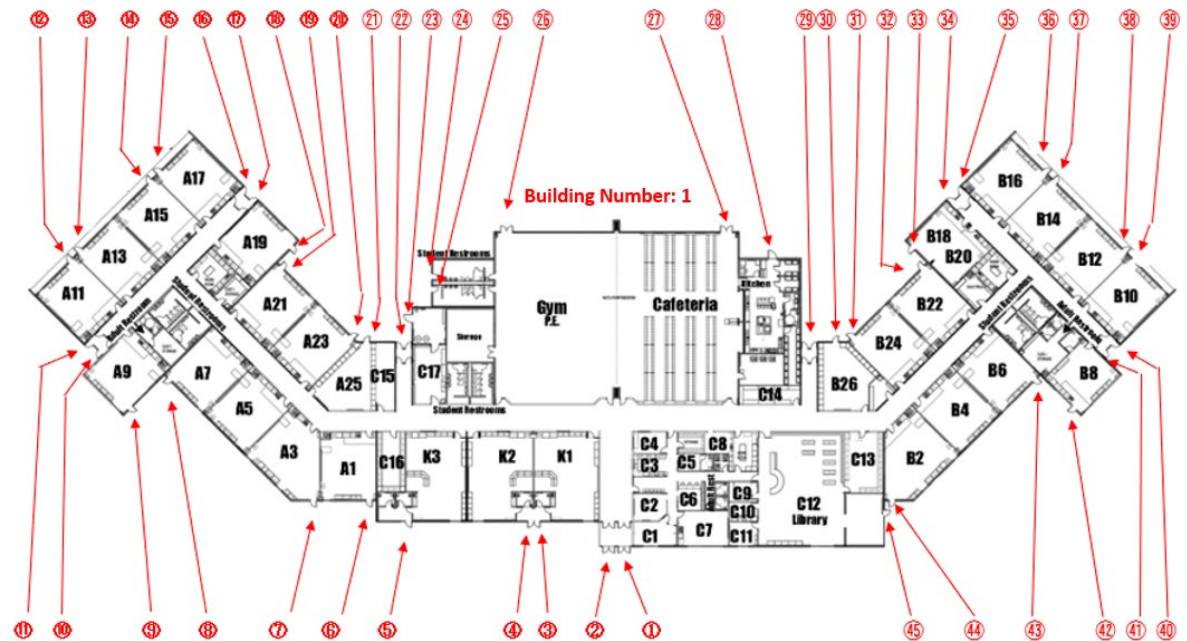 ⑫ ⑬ ⑭ ⑮ ⑯ ⑰ ⑱ ⑲ ⑳ ㉑ ㉒ ㉓ ㉔ ㉕ ㉖ ㉗ ㉘ ㉙ ㉚ ㉛ ㉜ ㉝ ㉞ ㉟ ㊱ ㊲ ㊳ ㊴
Building Number: 1
A17
A15
A13
A11
A19
A21
A23
A25
Adult Restroom
Student Restrooms
A9
A7
A5
A3
A1
C15
C17
Student Restrooms
Storage
Student Restrooms
Gym
P.E.
Cafeteria
Kitchen
C14
C16
K3
K2
K1
C4
C3
C2
C1
C5
C8
C6
C7
Adult Rest
C9
C10
C11
C12
Library
C13
B16
B14
B12
B10
B18
B20
B22
B24
B26
Student Restrooms
Adult Restrooms
B8
B6
B4
B2
⑪ ⑩ ⑨ ⑧ ⑦ ⑥ ⑤ ④ ③ ② ① ㊺ ㊹ ㊸ ㊷ ㊶ ㊵